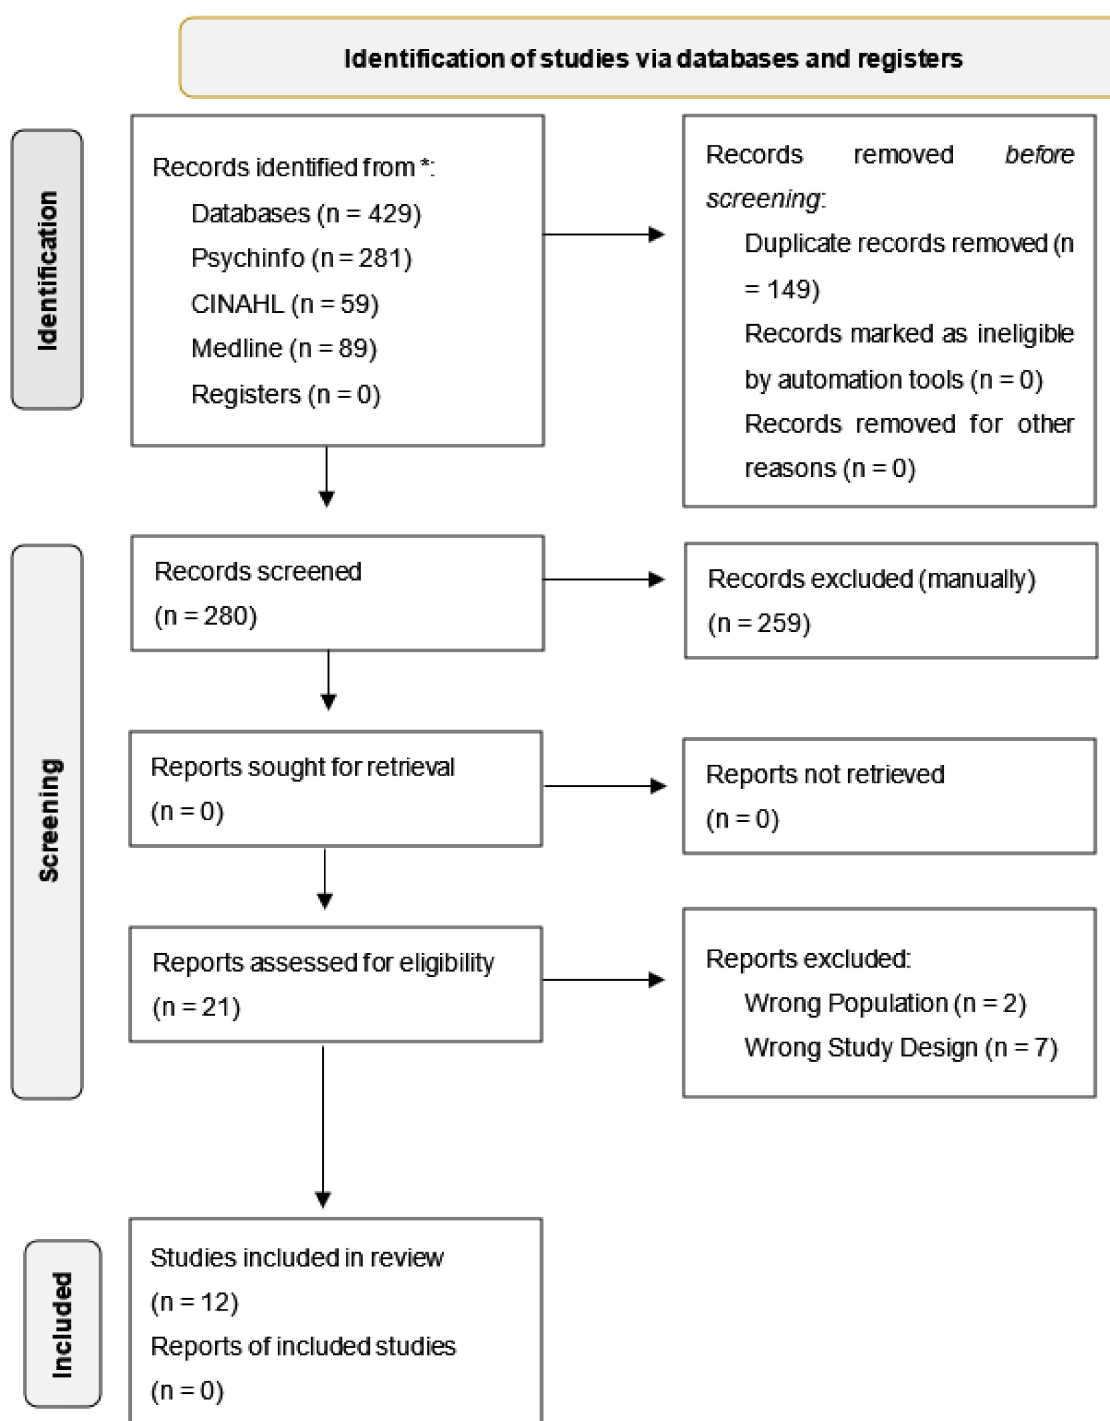 Identification of studies via databases and registers
Identification
Records identified from *:
Databases (n = 429)
Psychinfo (n = 281)
CINAHL (n = 59)
Medline (n = 89)
Registers (n = 0)
Records removed before
screening:
Duplicate records removed (n
= 149)
Records marked as ineligible
by automation tools (n = 0)
Records removed for other
reasons (n = 0)
Screening
Records screened
(n = 280)
Records excluded (manually)
(n = 259)
Reports sought for retrieval
(n = 0)
Reports not retrieved
(n = 0)
Reports assessed for eligibility
(n = 21)
Reports excluded:
Wrong Population (n = 2)
Wrong Study Design (n = 7)
Included
Studies included in review
(n = 12)
Reports of included studies
(n = 0)